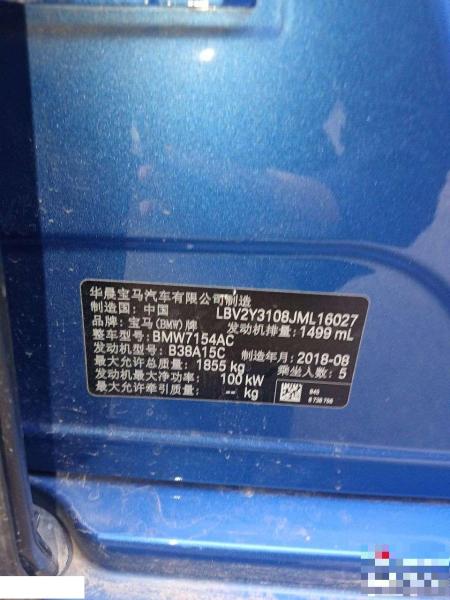 华晨宝马汽车有限公司制造
制造国: 中国 LBV2Y3108JML16027
品牌: 宝马(BMW)牌 发动机排量: 1499 mL
整车型号: BMW7154AC
发动机型号: B38A15C 制造年月: 2018-08
最大允许总质量: 1855 kg 乘坐人数: 5
发动机最大净功率: 100 kW
最大允许牵引质量: -- kg